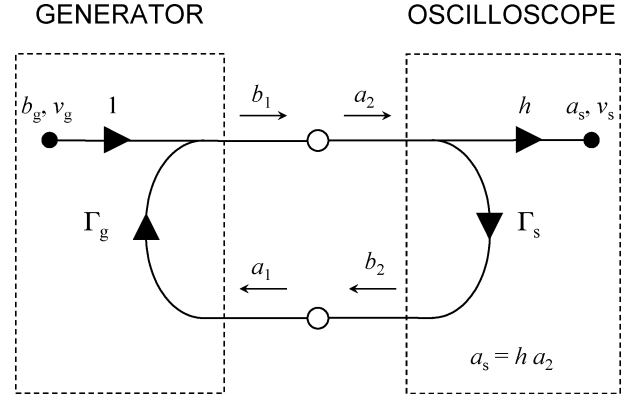 GENERATOR OSCILLOSCOPE
b_g, v_g 1 b_1 a_2 h a_s, v_s
Γ_g Γ_s
a_1 b_2
a_s = h a_2